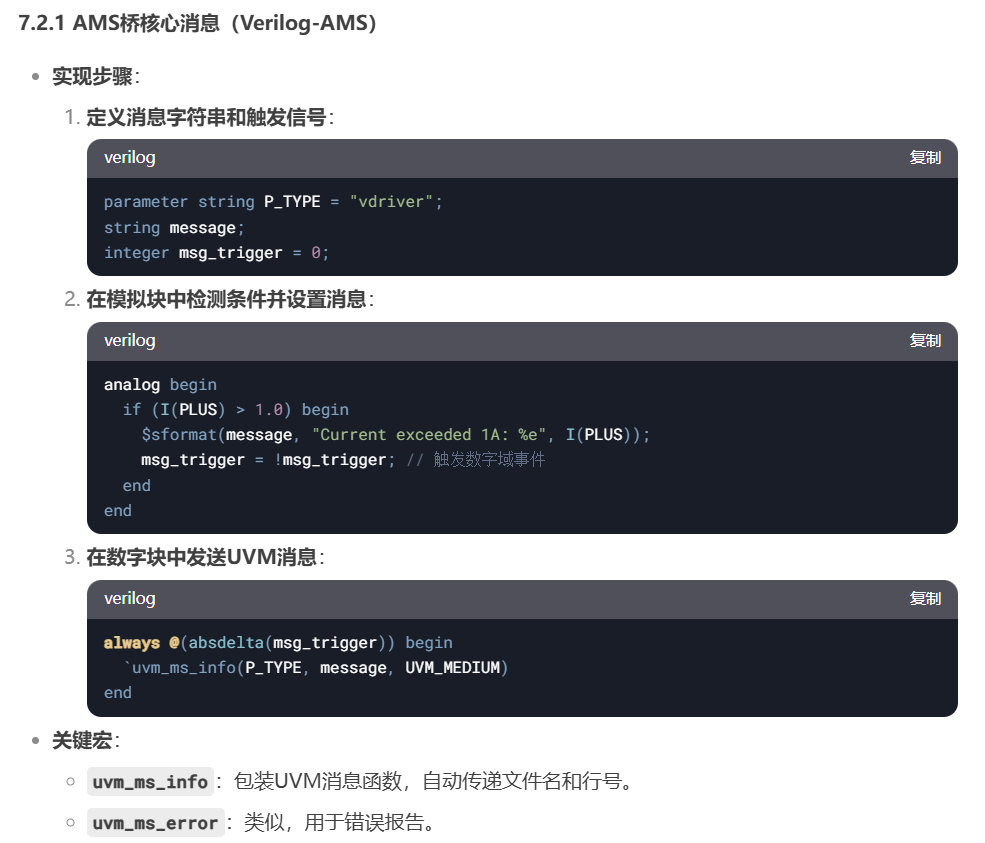 7.2.1 AMS桥核心消息（Verilog-AMS）
实现步骤：
1. 定义消息字符串和触发信号：
verilog 复制
parameter string P_TYPE = "vdriver";
string message;
integer msg_trigger = 0;
2. 在模拟块中检测条件并设置消息：
verilog 复制
analog begin
  if (I(PLUS) > 1.0) begin
    $sformat(message, "Current exceeded 1A: %e", I(PLUS));
    msg_trigger = !msg_trigger; // 触发数字域事件
  end
end
3. 在数字块中发送UVM消息：
verilog 复制
always @(absdelta(msg_trigger)) begin
  `uvm_ms_info(P_TYPE, message, UVM_MEDIUM)
end
关键宏：
uvm_ms_info：包装UVM消息函数，自动传递文件名和行号。
uvm_ms_error：类似，用于错误报告。